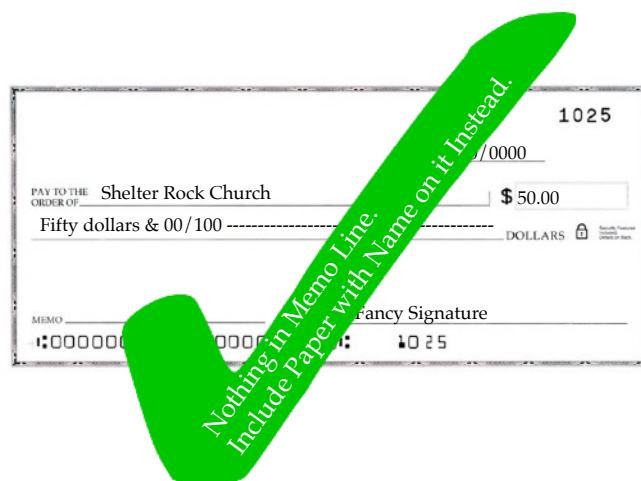 1025
/0000
PAY TO THE
ORDER OF
Shelter Rock Church
$ 50.00
Fifty dollars & 00/100 ----------------------------------------------
DOLLARS
Nothing in Memo Line.
Include Paper with Name on it Instead.
MEMO
Fancy Signature
1025